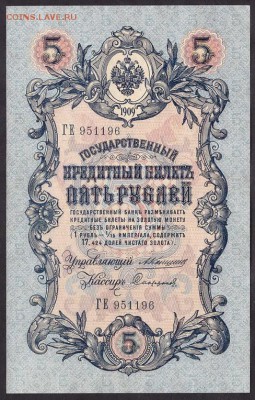 COINS.LAVE.RU
5 5
1909
ГЕ 951196
ГОСУДАРСТВЕННЫЙ
КРЕДИТНЫЙ БИЛЕТЪ
ПЯТЬ РУБЛЕЙ
ГОСУДАРСТВЕННЫЙ БАНКЪ РАЗМѢНИВАЕТЪ
КРЕДИТНЫЕ БИЛЕТЫ НА ЗОЛОТУЮ МОНЕТУ
БЕЗЪ ОГРАНИЧЕНІЯ СУММЫ
(1 РУБЛЬ = 1/15 ИМПЕРІАЛА, СОДЕРЖИТЪ
17,424 ДОЛЕЙ ЧИСТАГО ЗОЛОТА).
Управляющій
Кассиръ
ГЕ 951196
5